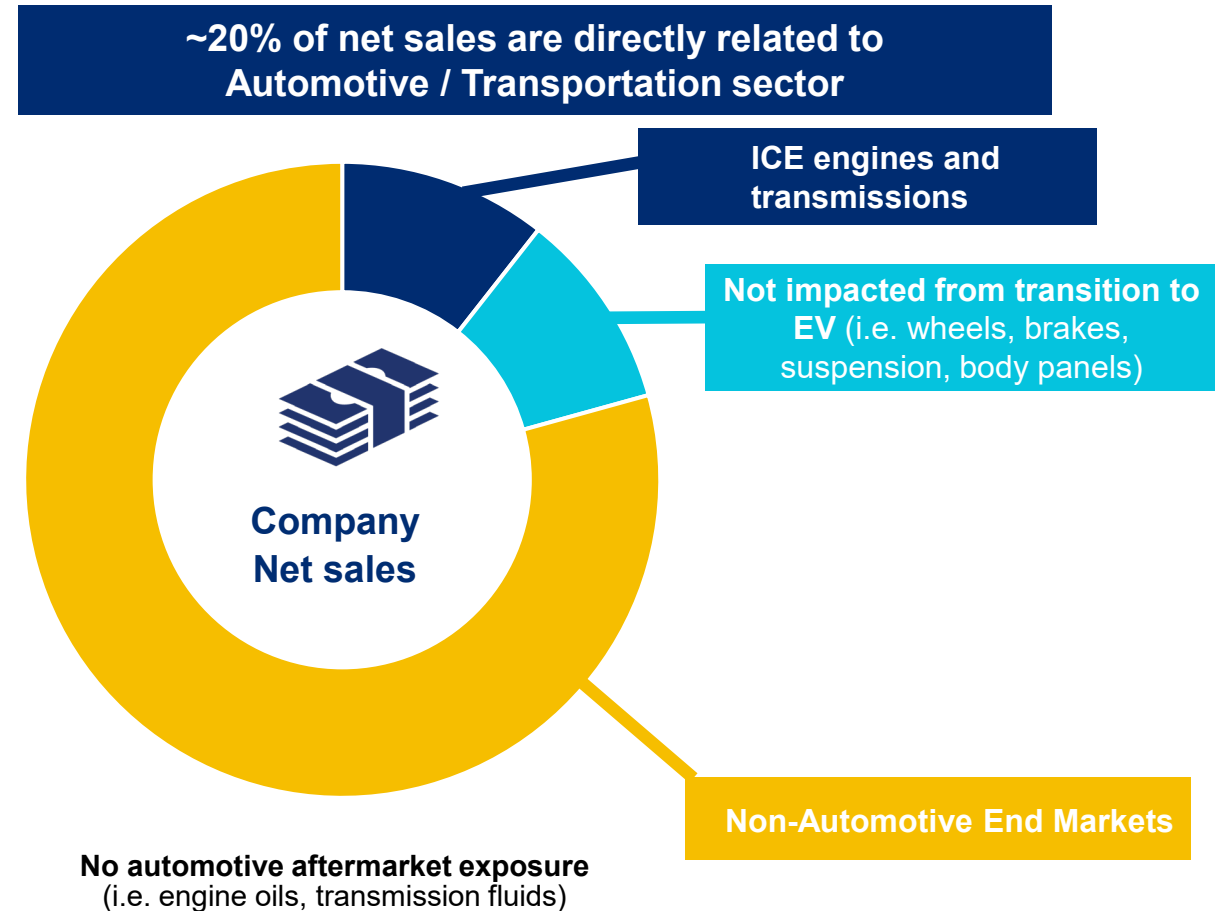 ~20% of net sales are directly related to
Automotive / Transportation sector
ICE engines and
transmissions
Not impacted from transition to
EV (i.e. wheels, brakes,
suspension, body panels)
Company
Net sales
Non-Automotive End Markets
No automotive aftermarket exposure
(i.e. engine oils, transmission fluids)